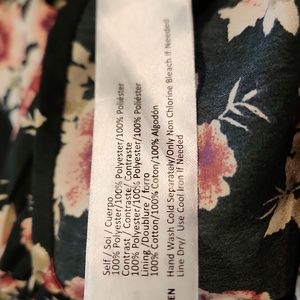 Self / Soi / Cuerpo
100% Polyester/100% Polyester/100% Poliéster
Contrast / Contraste/ Contraste
100% Polyester/100% Polyester/100% Poliéster
Lining /Doublure / forro
100% Cotton/100% Coton/100% Algodón
EN Hand Wash Cold Separately/Only Non Chlorine Bleach If Needed
Line Dry/ Use Cool Iron If Needed